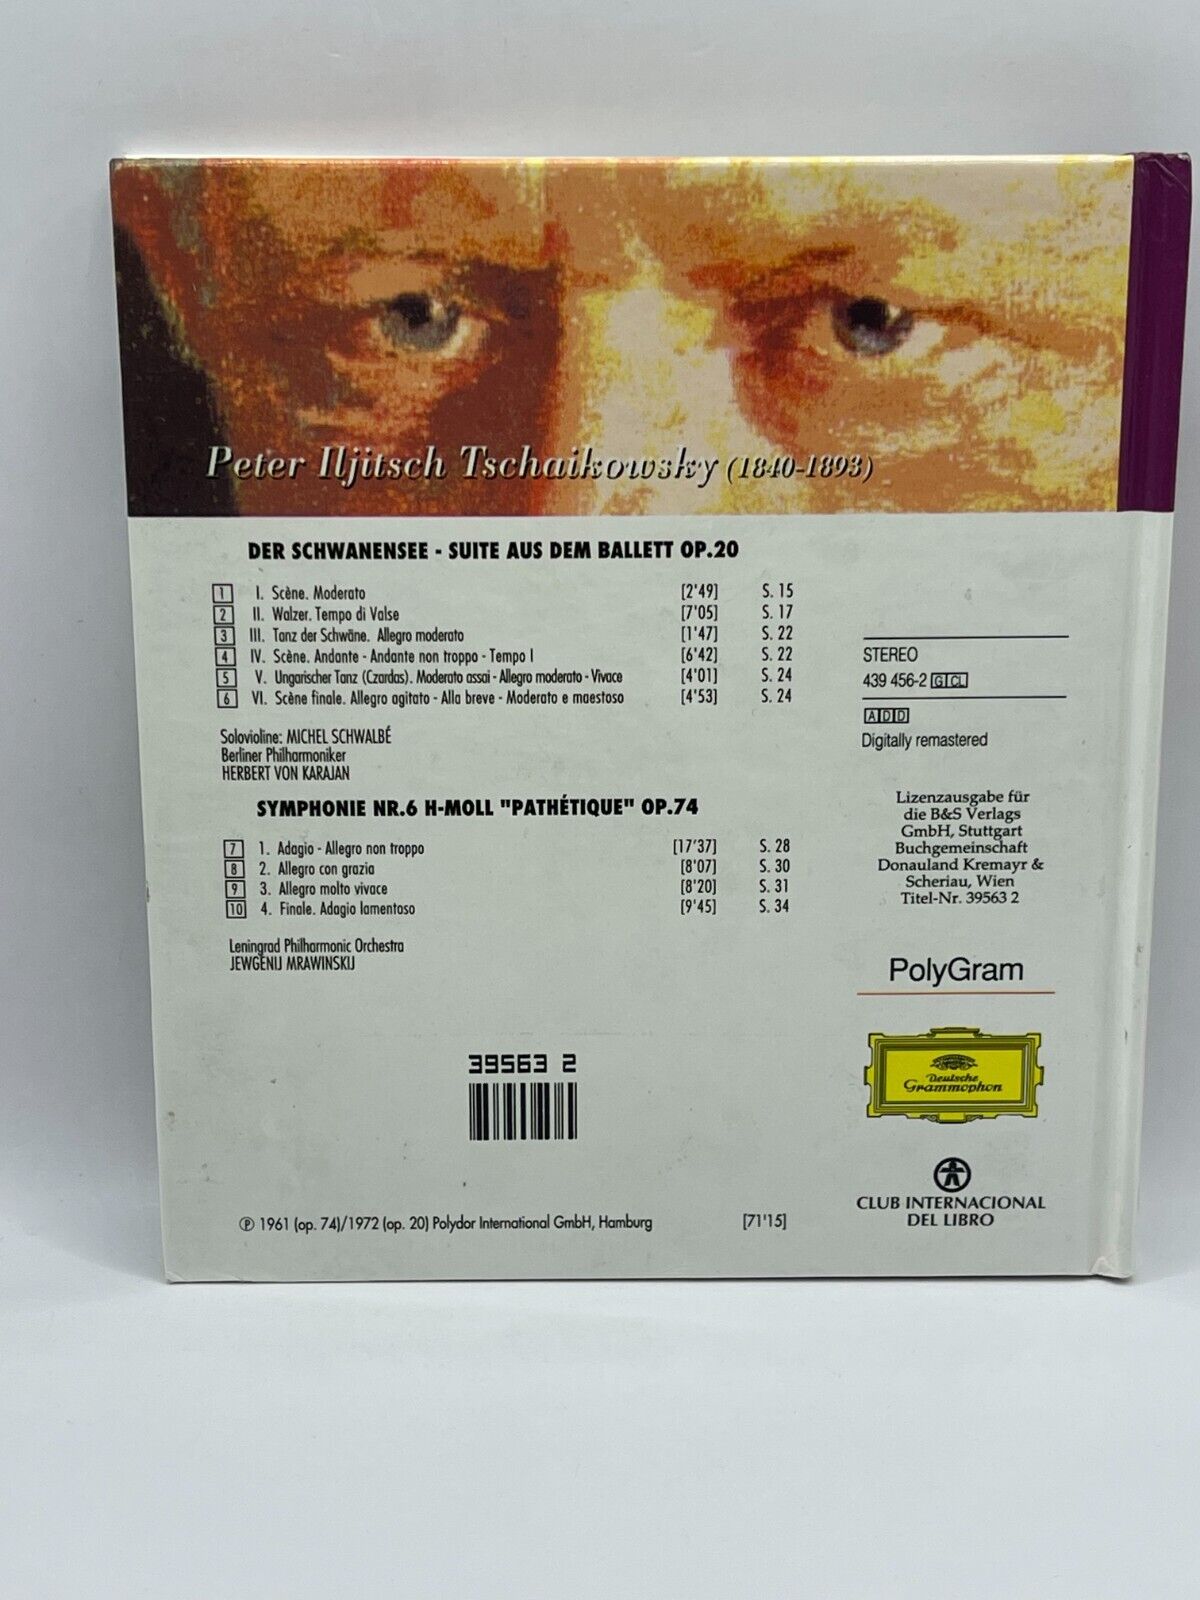 Peter Iljitsch Tschaikowsky (1840-1893)
DER SCHWANENSEE - SUITE AUS DEM BALLETT OP.20
1 I. Scène. Moderato [2'49] S. 15
2 II. Walzer. Tempo di Valse [7'05] S. 17
3 III. Tanz der Schwäne. Allegro moderato [1'47] S. 22
4 IV. Scène. Andante - Andante non troppo - Tempo I [6'42] S. 22
5 V. Ungarischer Tanz (Czardas). Moderato assai - Allegro moderato - Vivace [4'01] S. 24
6 VI. Scène finale. Allegro agitato - Alla breve - Moderato e maestoso [4'53] S. 24
Solovioline: MICHEL SCHWALBÉ
Berliner Philharmoniker
HERBERT VON KARAJAN
SYMPHONIE NR.6 H-MOLL "PATHÉTIQUE" OP.74
7 1. Adagio - Allegro non troppo [17'37] S. 28
8 2. Allegro con grazia [8'07] S. 30
9 3. Allegro molto vivace [8'20] S. 31
10 4. Finale. Adagio lamentoso [9'45] S. 34
Leningrad Philharmonic Orchestra
JEWGENIJ MRAWINSKIJ
STEREO
439 456-2 G CL
ADD
Digitally remastered
Lizenzausgabe für
die B&S Verlags
GmbH, Stuttgart
Buchgemeinschaft
Donauland Kremayr &
Scheriau, Wien
Titel-Nr. 39563 2
PolyGram
Deutsche
Grammophon
CLUB INTERNACIONAL
DEL LIBRO
39563 2
℗ 1961 (op. 74)/1972 (op. 20) Polydor International GmbH, Hamburg [71'15]